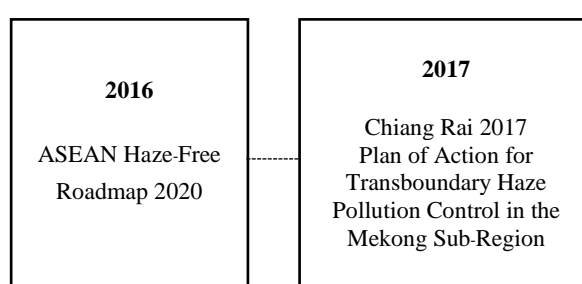 2016
ASEAN Haze-Free
Roadmap 2020
2017
Chiang Rai 2017
Plan of Action for
Transboundary Haze
Pollution Control in the
Mekong Sub-Region